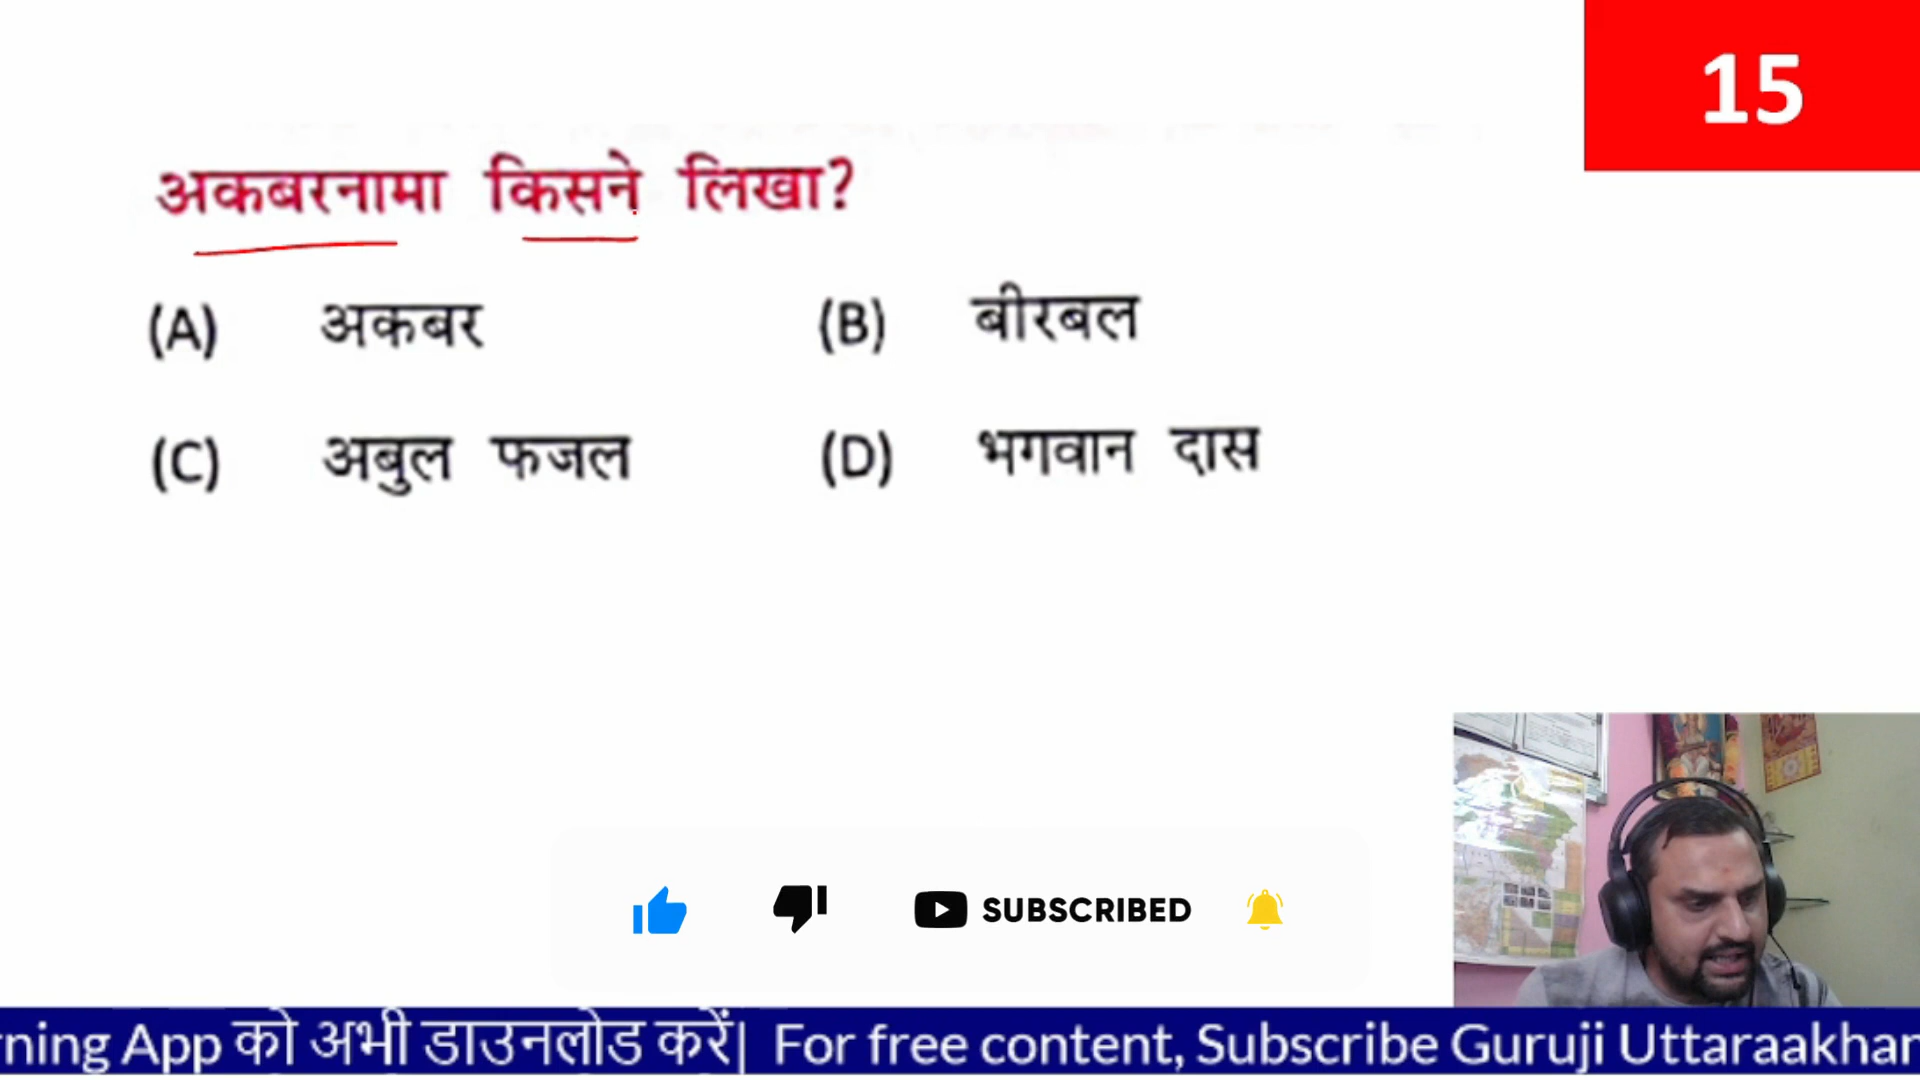 15
अकबरनामा किसने लिखा?
(A) अकबर (B) बीरबल
(C) अबुल फजल (D) भगवान दास
SUBSCRIBED
rning App को अभी डाउनलोड करें| For free content, Subscribe Guruji Uttaraakhan